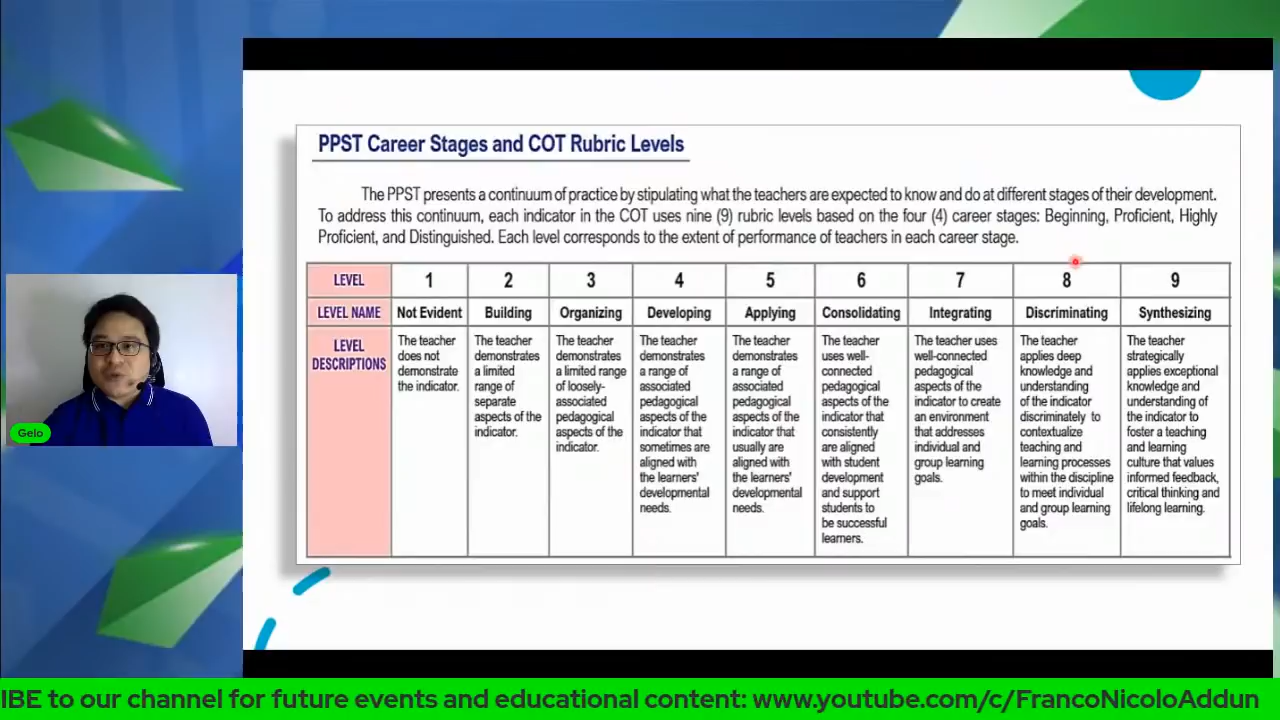 PPST Career Stages and COT Rubric Levels
The PPST presents a continuum of practice by stipulating what the teachers are expected to know and do at different stages of their development.
To address this continuum, each indicator in the COT uses nine (9) rubric levels based on the four (4) career stages: Beginning, Proficient, Highly
Proficient, and Distinguished. Each level corresponds to the extent of performance of teachers in each career stage.
LEVEL 1 2 3 4 5 6 7 8 9
LEVEL NAME Not Evident Building Organizing Developing Applying Consolidating Integrating Discriminating Synthesizing
LEVEL
DESCRIPTIONS
The teacher
does not
demonstrate
the indicator.
The teacher
demonstrates
a limited
range of
separate
aspects of the
indicator.
The teacher
demonstrates
a limited range
of loosely-
associated
pedagogical
aspects of the
indicator.
The teacher
demonstrates
a range of
associated
pedagogical
aspects of the
indicator that
sometimes are
aligned with
the learners'
developmental
needs.
The teacher
demonstrates
a range of
associated
pedagogical
aspects of the
indicator that
usually are
aligned with
the learners'
developmental
needs.
The teacher
uses well-
connected
pedagogical
aspects of the
indicator that
consistently
are aligned
with student
development
and support
students to
be successful
learners.
The teacher uses
well-connected
pedagogical
aspects of the
indicator to create
an environment
that addresses
individual and
group learning
goals.
The teacher
applies deep
knowledge and
understanding
of the indicator
discriminately to
contextualize
teaching and
learning processes
within the discipline
to meet individual
and group learning
goals.
The teacher
strategically
applies exceptional
knowledge and
understanding of
the indicator to
foster a teaching
and learning
culture that values
informed feedback,
critical thinking and
lifelong learning.
Gelo
IBE to our channel for future events and educational content: www.youtube.com/c/FrancoNicoloAddun